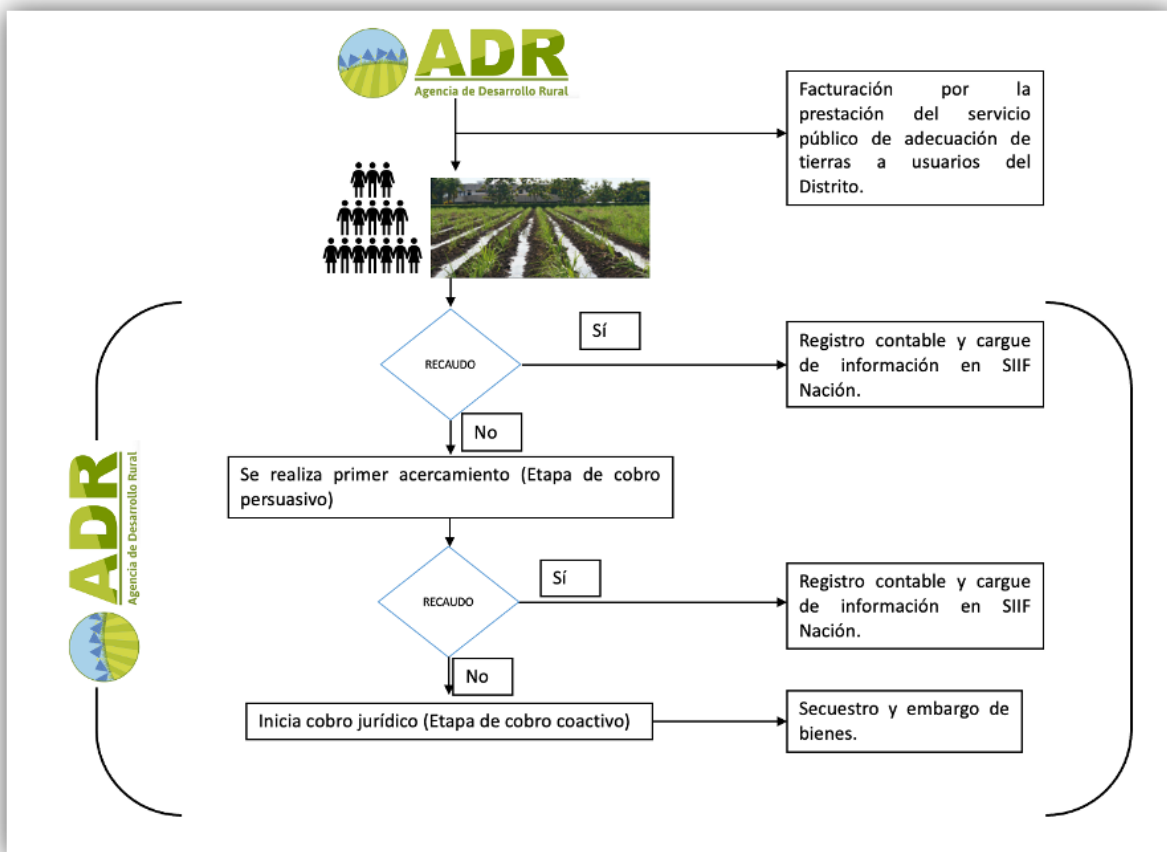 ADR
Agencia de Desarrollo Rural
Facturación por la
prestación del servicio
público de adecuación de
tierras a usuarios del
Distrito.
RECAUDO
Sí
Registro contable y cargue
de información en SIIF
Nación.
No
Se realiza primer acercamiento (Etapa de cobro
persuasivo)
ADR
Agencia de Desarrollo Rural
RECAUDO
Sí
Registro contable y cargue
de información en SIIF
Nación.
No
Inicia cobro jurídico (Etapa de cobro coactivo)
Secuestro y embargo de
bienes.